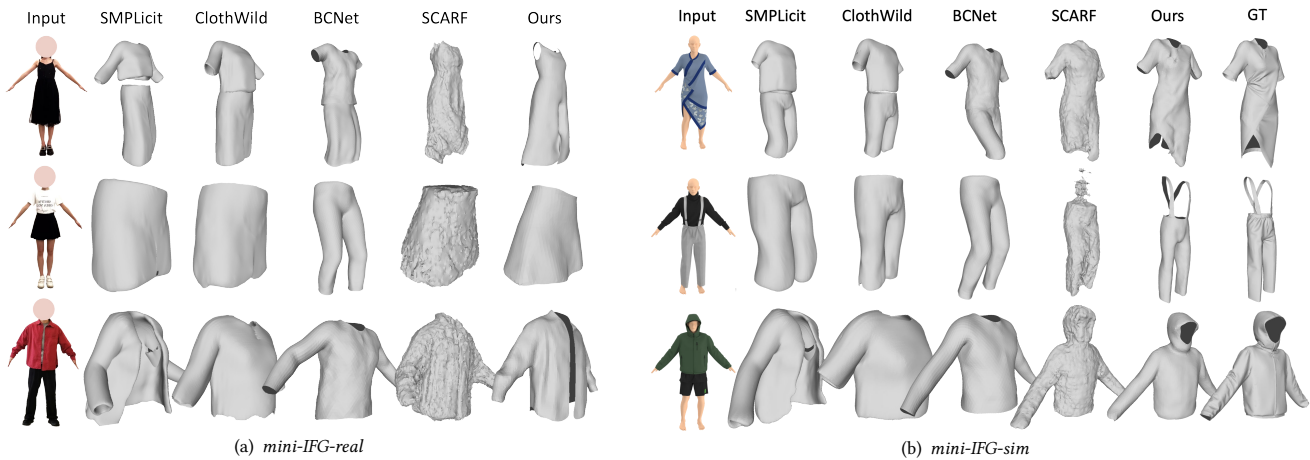 Input SMPLicit ClothWild BCNet SCARF Ours
Input SMPLicit ClothWild BCNet SCARF Ours GT
(a) mini-IFG-real
(b) mini-IFG-sim